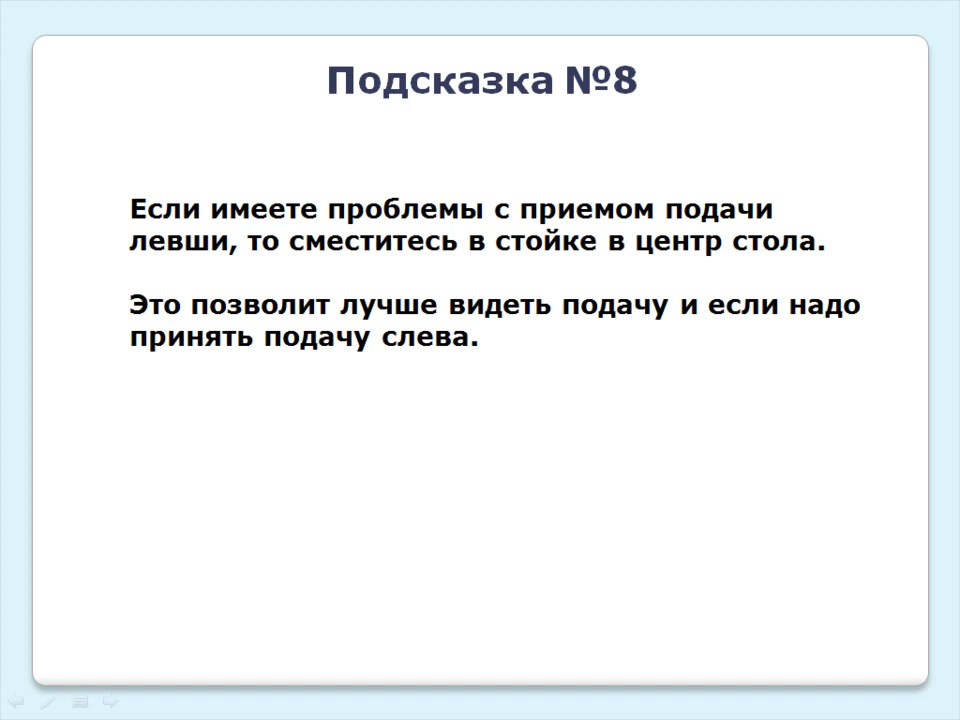 Подсказка №8
Если имеете проблемы с приемом подачи
левши, то сместитесь в стойке в центр стола.
Это позволит лучше видеть подачу и если надо
принять подачу слева.